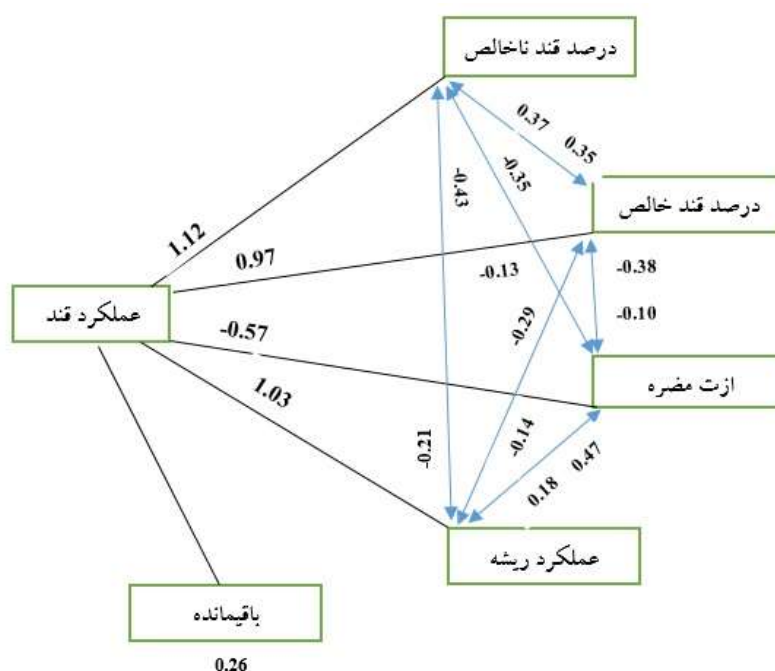 درصد قند ناخالص
0.37
0.35
-0.43
-0.35
درصد قند خالص
1.12
0.97
-0.13
-0.38
عملکرد قند
-0.29
-0.10
-0.57
ازت مضره
1.03
-0.21
-0.14
0.47
0.18
عملکرد ریشه
باقیمانده
0.26